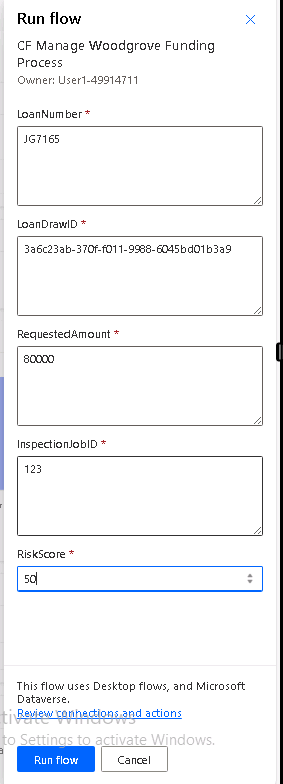 Run flow
CF Manage Woodgrove Funding
Process
Owner: User1-49914711
LoanNumber *
JG7165
LoanDrawID *
3a6c23ab-370f-f011-9988-6045bd01b3a9
RequestedAmount *
80000
InspectionJobID *
123
RiskScore *
50
This flow uses Desktop flows, and Microsoft
Dataverse.
Review connections and actions
tivate Windows
to Settings to activate Windows.
Run flow
Cancel